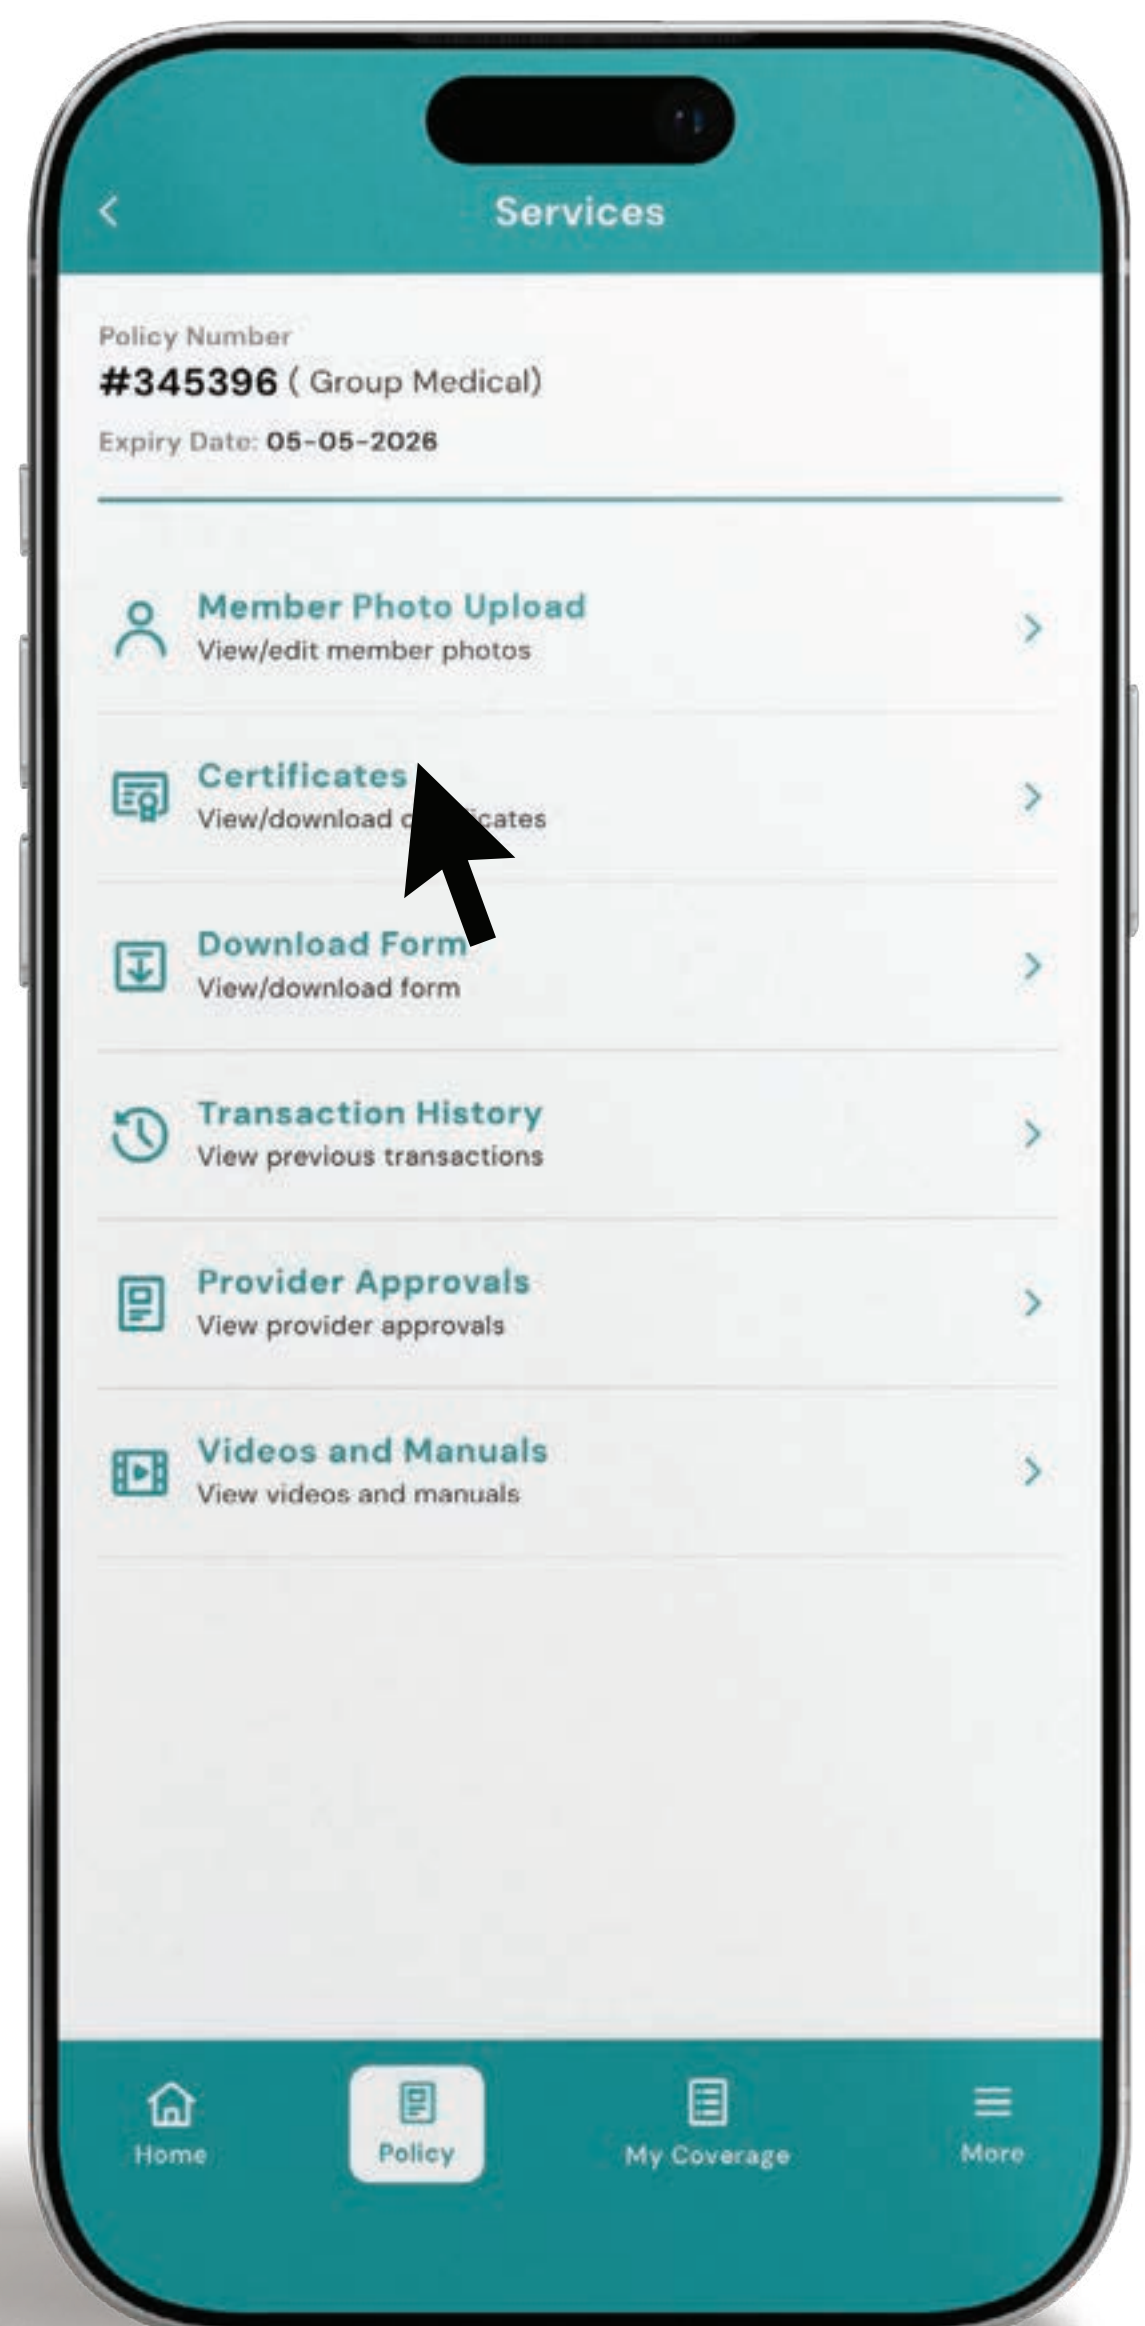 Services
Policy Number
#345396 ( Group Medical)
Expiry Date: 05-05-2026
Member Photo Upload
View/edit member photos
Certificates
View/download icates
Download Form
View/download form
Transaction History
View previous transactions
Provider Approvals
View provider approvals
Videos and Manuals
View videos and manuals
Home
Policy
My Coverage
More